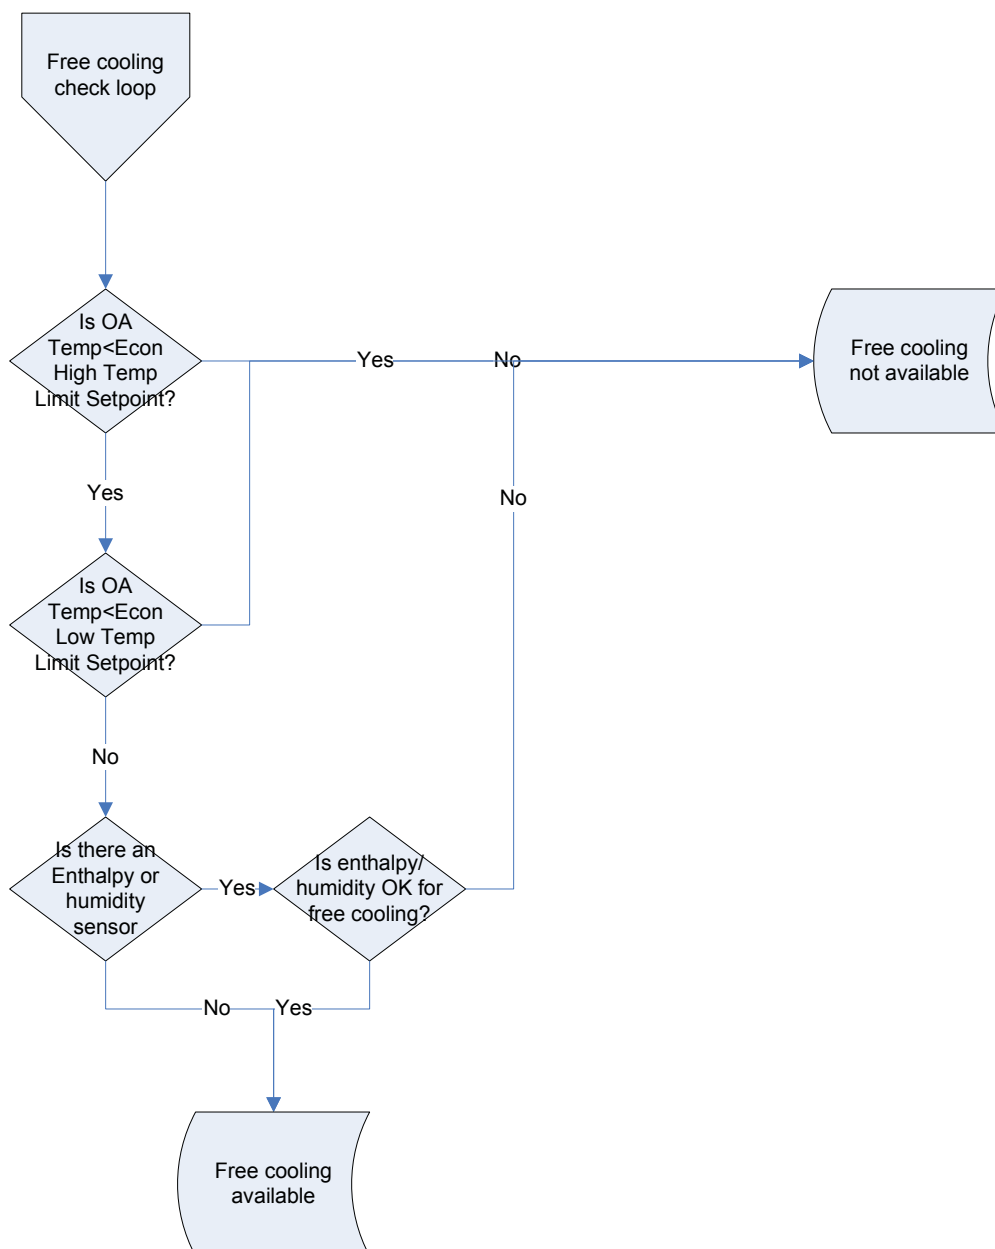 Free cooling
check loop
Is OA
Temp<Econ
High Temp
Limit Setpoint?
Yes
No
Free cooling
not available
Yes
No
Is OA
Temp<Econ
Low Temp
Limit Setpoint?
No
Is there an
Enthalpy or
humidity
sensor
Yes
Is enthalpy/
humidity OK for
free cooling?
No
Yes
Free cooling
available